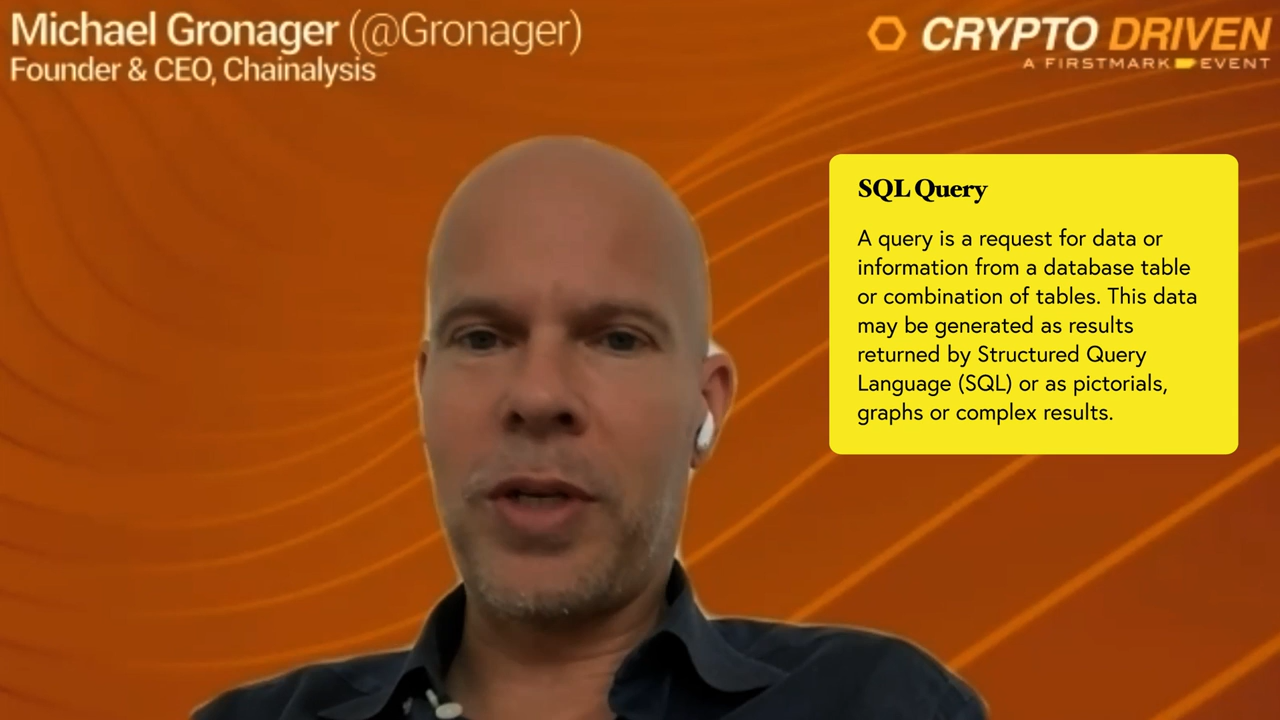 Michael Gronager (@Gronager)
Founder & CEO, Chainalysis
CRYPTO DRIVEN
A FIRSTMARK EVENT
SQL Query
A query is a request for data or
information from a database table
or combination of tables. This data
may be generated as results
returned by Structured Query
Language (SQL) or as pictorials,
graphs or complex results.